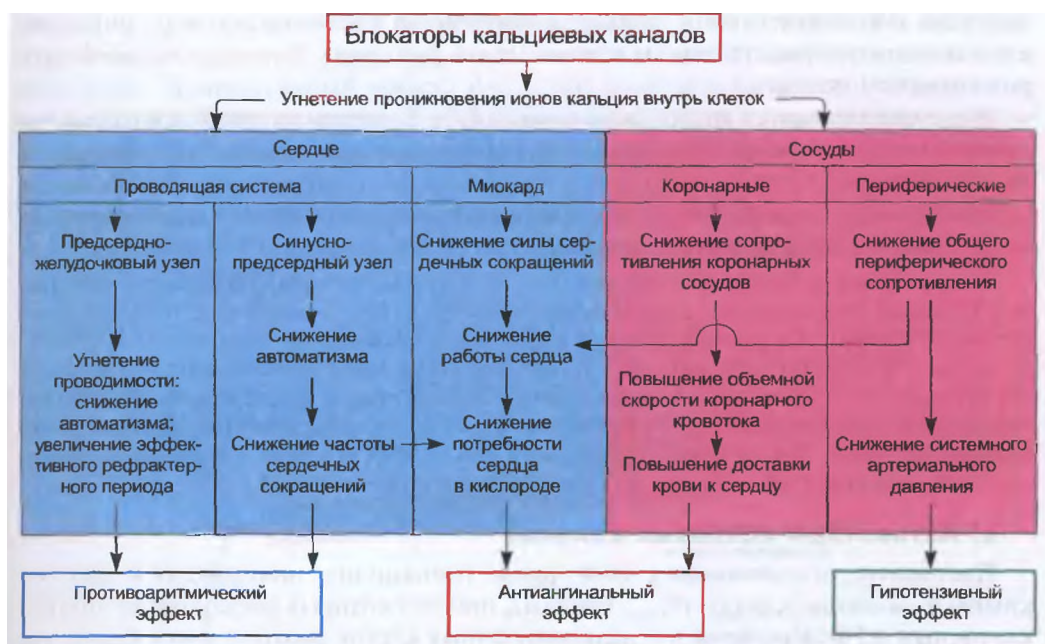 Блокаторы кальциевых каналов
Угнетение проникновения ионов кальция внутрь клеток
Сердце
Сосуды
Проводящая система
Миокард
Коронарные
Периферические
Предсердно-
желудочковый узел
Угнетение
проводимости:
снижение
автоматизма;
увеличение эффек-
тивного рефрактер-
ного периода
Синусно-
предсердный узел
Снижение
автоматизма
Снижение частоты
сердечных
сокращений
Снижение силы сер-
дечных сокращений
Снижение
работы сердца
Снижение
потребности
сердца
в кислороде
Снижение сопро-
тивления коронарных
сосудов
Повышение объемной
скорости коронарного
кровотока
Повышение доставки
крови к сердцу
Снижение общего
периферического
сопротивления
Снижение системного
артериального
давления
Противоаритмический
эффект
Антиангинальный
эффект
Гипотензивный
эффект